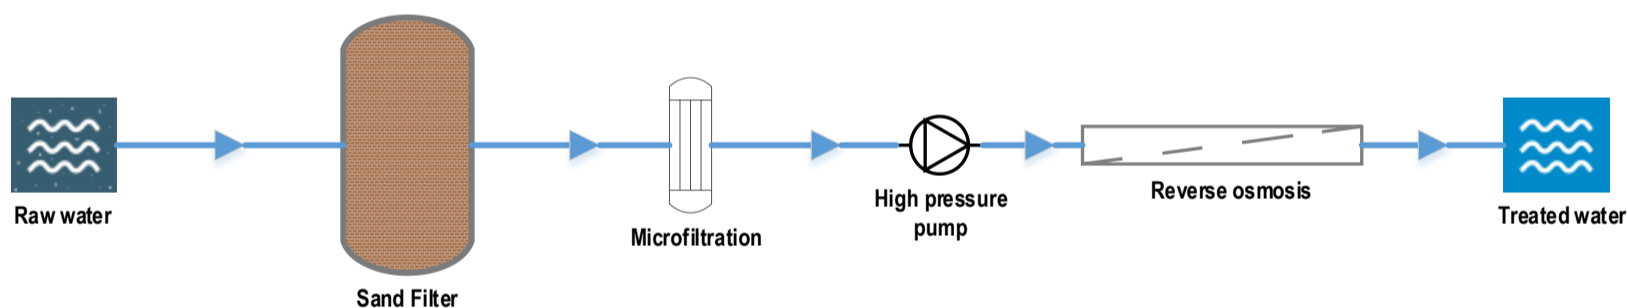 Raw water
Sand Filter
Microfiltration
High pressure
pump
Reverse osmosis
Treated water